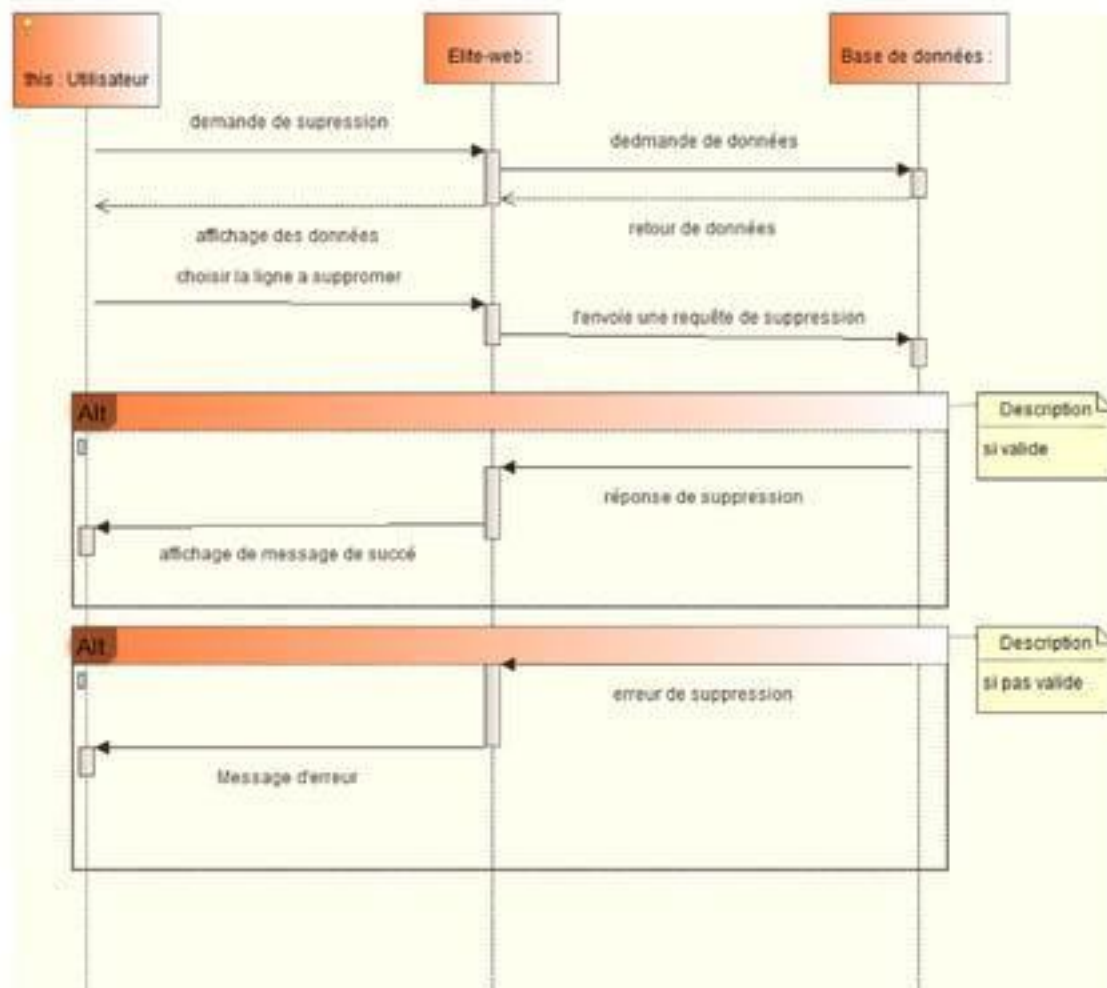 this : Utilisateur
Elite-web :
Base de données :
demande de supression
dedmande de données
retour de données
affichage des données
choisir la ligne a suppromer
l'envoie une requête de suppression
Alt
Description
si valide
réponse de suppression
affichage de message de succé
Alt
Description
si pas valide
erreur de suppression
Message d'erreur